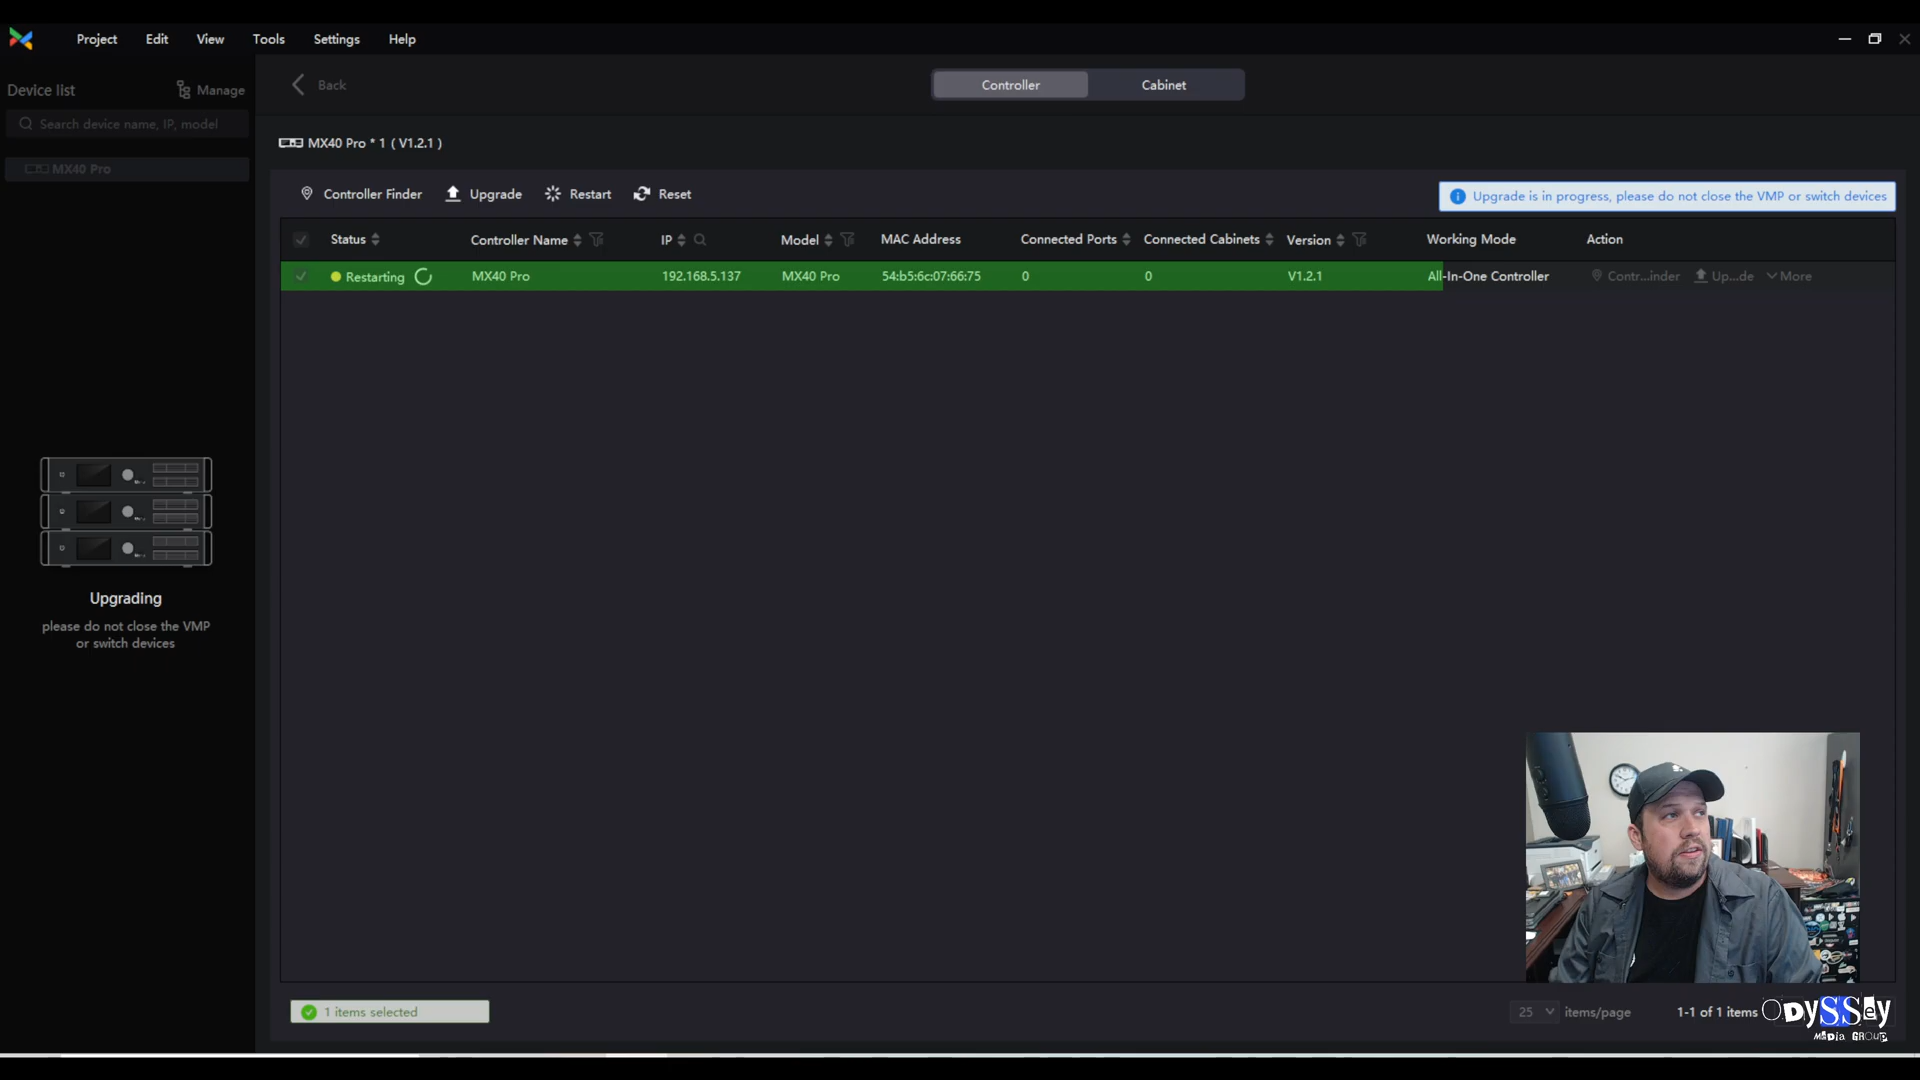 Project Edit View Tools Settings Help
Device list Manage
Search device name, IP, model
MX40 Pro
Back
Controller Cabinet
MX40 Pro * 1 ( V1.2.1 )
Controller Finder Upgrade Restart Reset
Upgrade is in progress, please do not close the VMP or switch devices
Status Controller Name IP Model MAC Address Connected Ports Connected Cabinets Version Working Mode Action
Restarting MX40 Pro 192.168.5.137 MX40 Pro 54:b5:6c:07:66:75 0 0 V1.2.1 All-In-One Controller Contr...inder Up...de More
Upgrading
please do not close the VMP
or switch devices
1 items selected
25 items/page 1-1 of 1 items
Odyssey
Media Group